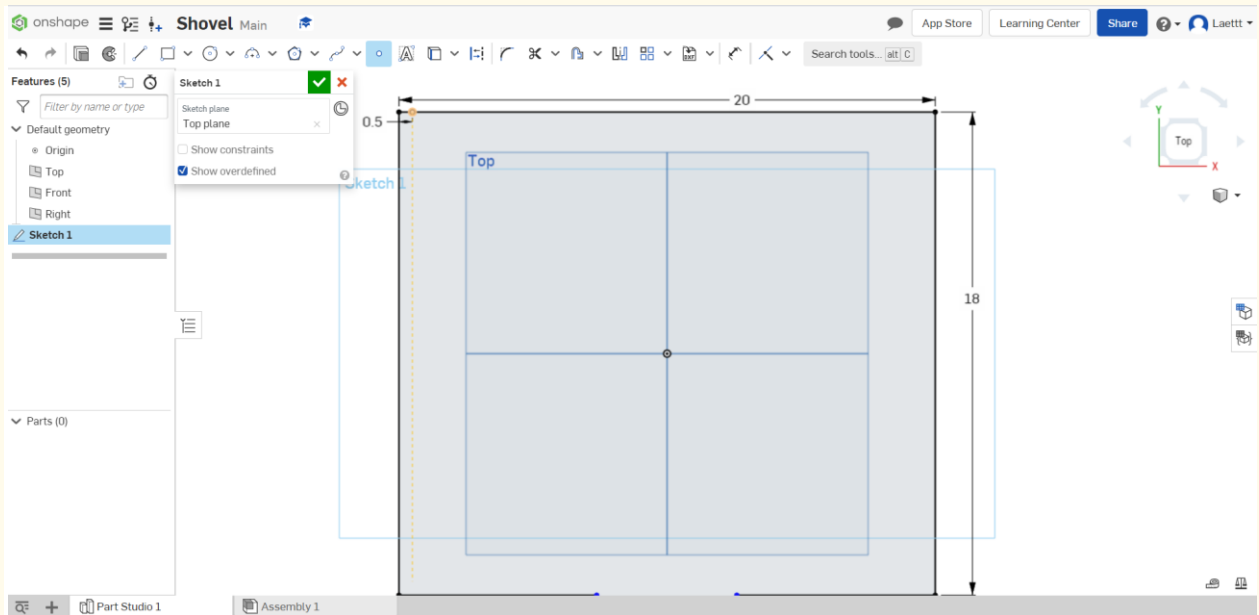 onshape Shovel Main App Store Learning Center Share Laettt
Search tools... alt C
Features (5)
Filter by name or type
Default geometry
Origin
Top
Front
Right
Sketch 1
Parts (0)
Sketch 1
Sketch plane
Top plane
Show constraints
Show overdefined
20
0.5
Top
Sketch 1
18
Y
Top
X
Part Studio 1 Assembly 1